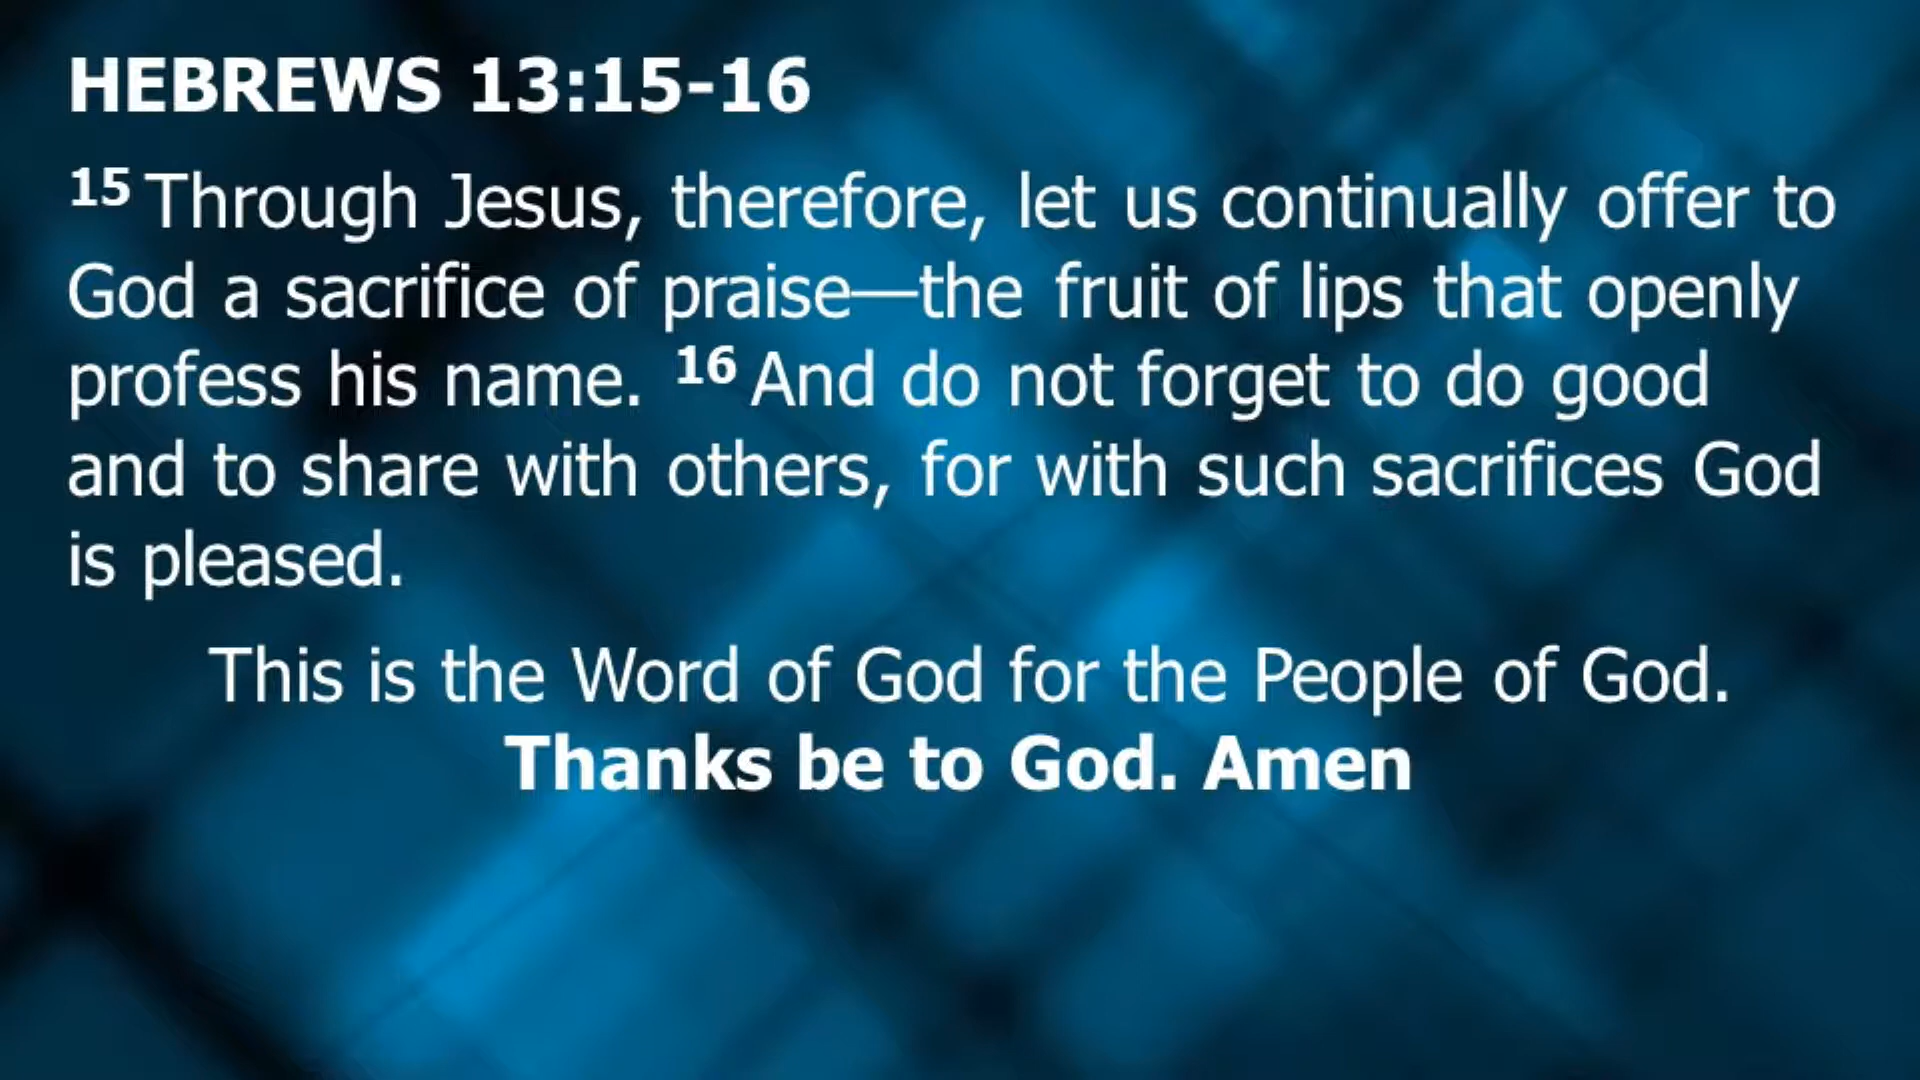 HEBREWS 13:15-16
15 Through Jesus, therefore, let us continually offer to
God a sacrifice of praise—the fruit of lips that openly
profess his name. 16 And do not forget to do good
and to share with others, for with such sacrifices God
is pleased.
This is the Word of God for the People of God.
Thanks be to God. Amen